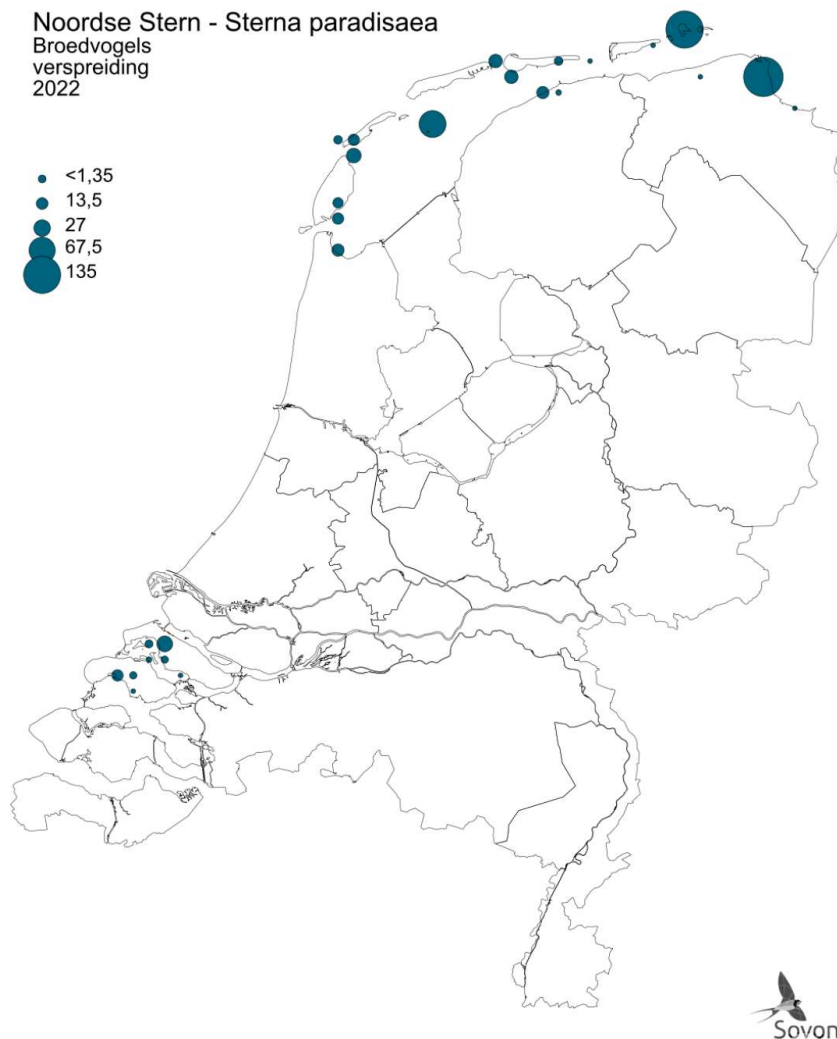 Noordse Stern - Sterna paradisaea
Broedvogels
verspreiding
2022
<1,35
13,5
27
67,5
135
Sovon